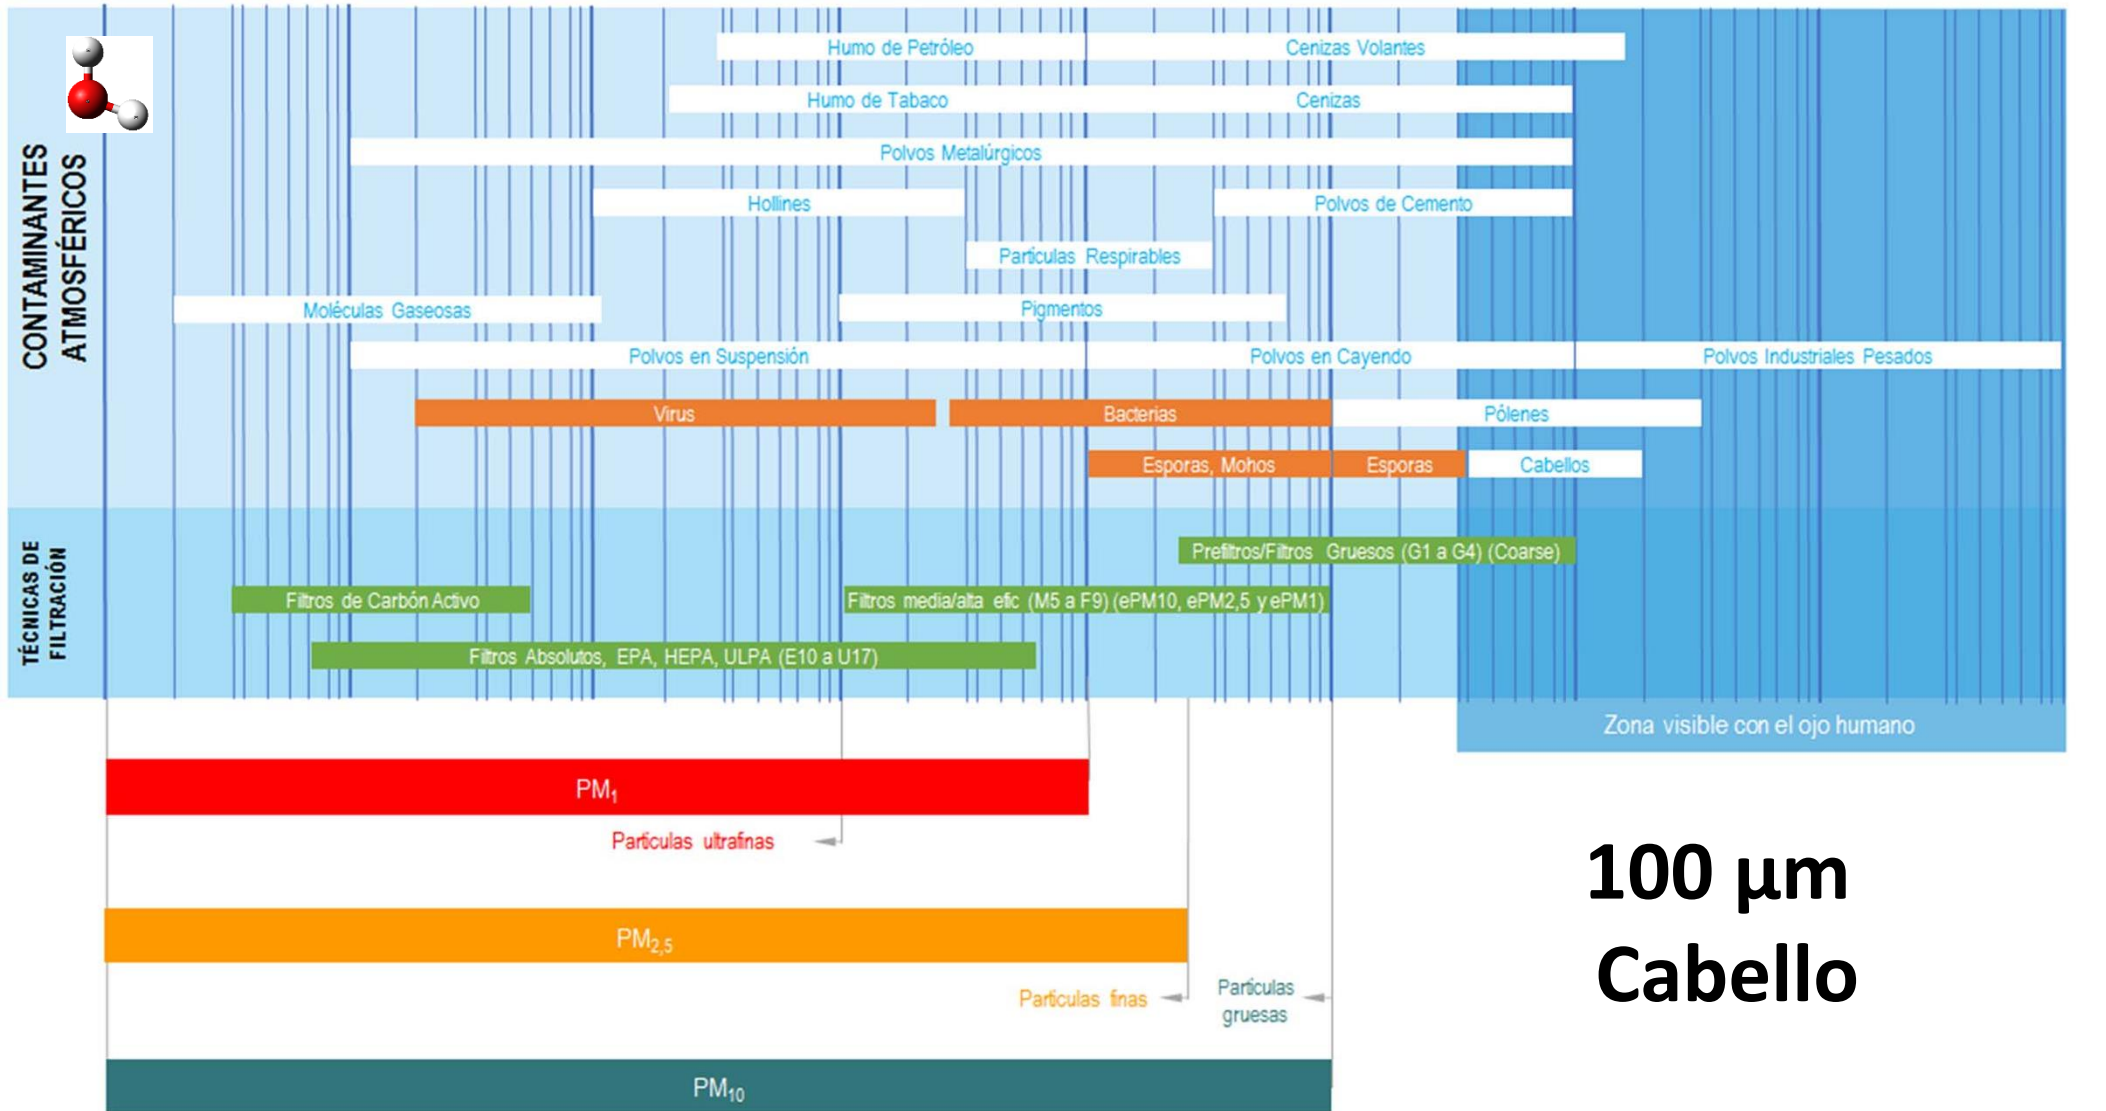 CONTAMINANTES
ATMOSFÉRICOS
Humo de Petróleo
Cenizas Volantes
Humo de Tabaco
Cenizas
Polvos Metalúrgicos
Hollines
Polvos de Cemento
Partículas Respirables
Moléculas Gaseosas
Pigmentos
Polvos en Suspensión
Polvos en Cayendo
Polvos Industriales Pesados
Virus
Bacterias
Pólenes
Esporas, Mohos
Esporas
Cabellos
TÉCNICAS DE
FILTRACIÓN
Prefiltros/Filtros Gruesos (G1 a G4) (Coarse)
Filtros de Carbón Activo
Filtros media/alta efic (M5 a F9) (ePM10, ePM2,5 y ePM1)
Filtros Absolutos, EPA, HEPA, ULPA (E10 a U17)
Zona visible con el ojo humano
PM1
Partículas ultrafinas
100 µm
Cabello
PM2,5
Partículas finas
Partículas
gruesas
PM10